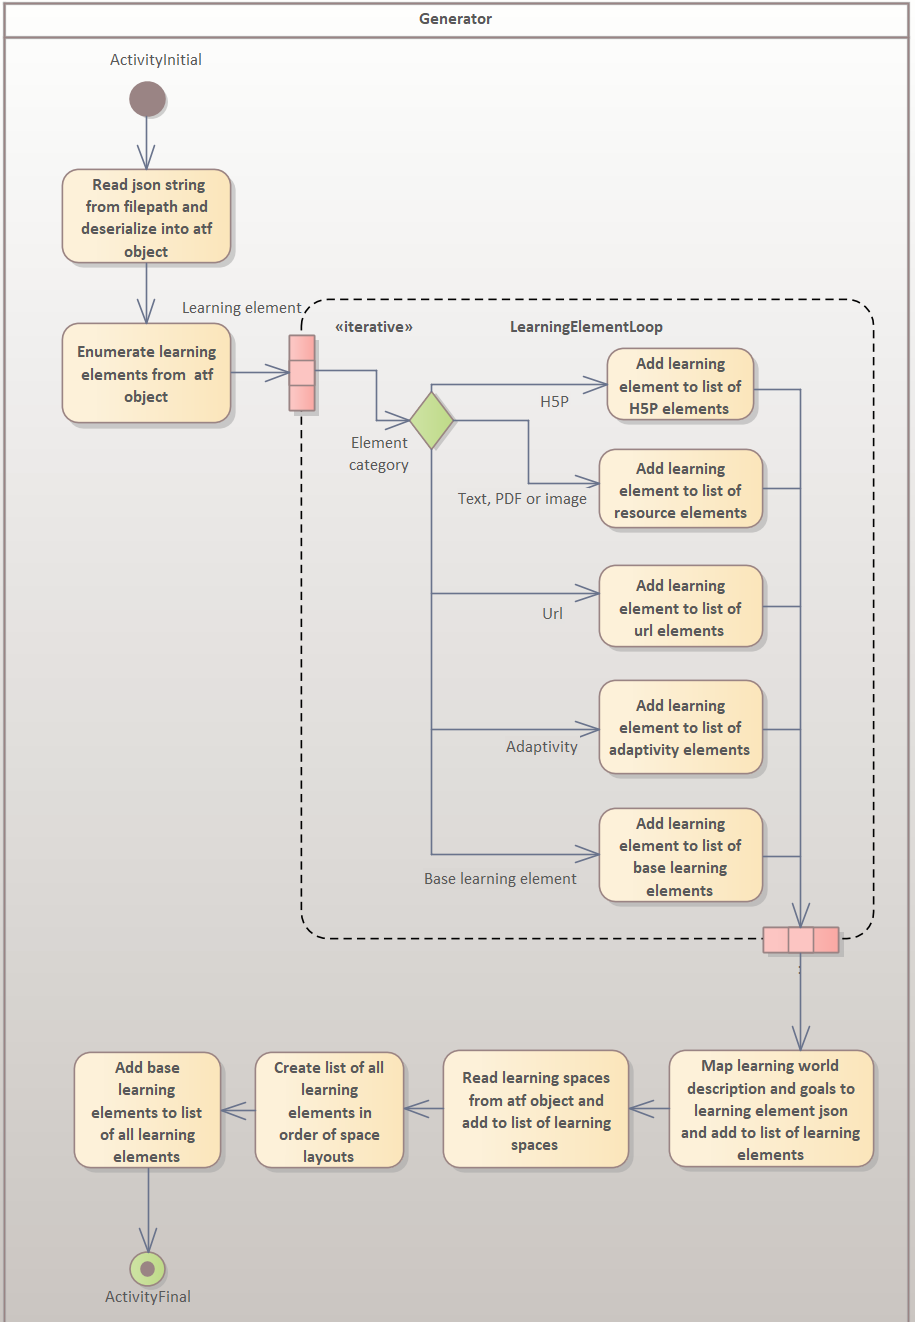 Generator
ActivityInitial
Read json string
from filepath and
deserialize into atf
object
Learning element
Enumerate learning
elements from atf
object
«iterative»
LearningElementLoop
Element
category
H5P
Add learning
element to list of
H5P elements
Text, PDF or image
Add learning
element to list of
resource elements
Url
Add learning
element to list of
url elements
Adaptivity
Add learning
element to list of
adaptivity elements
Base learning element
Add learning
element to list of
base learning
elements
Map learning world
description and goals to
learning element json
and add to list of learning
elements
Read learning spaces
from atf object and
add to list of learning
spaces
Create list of all
learning
elements in
order of space
layouts
Add base
learning
elements to list
of all learning
elements
ActivityFinal